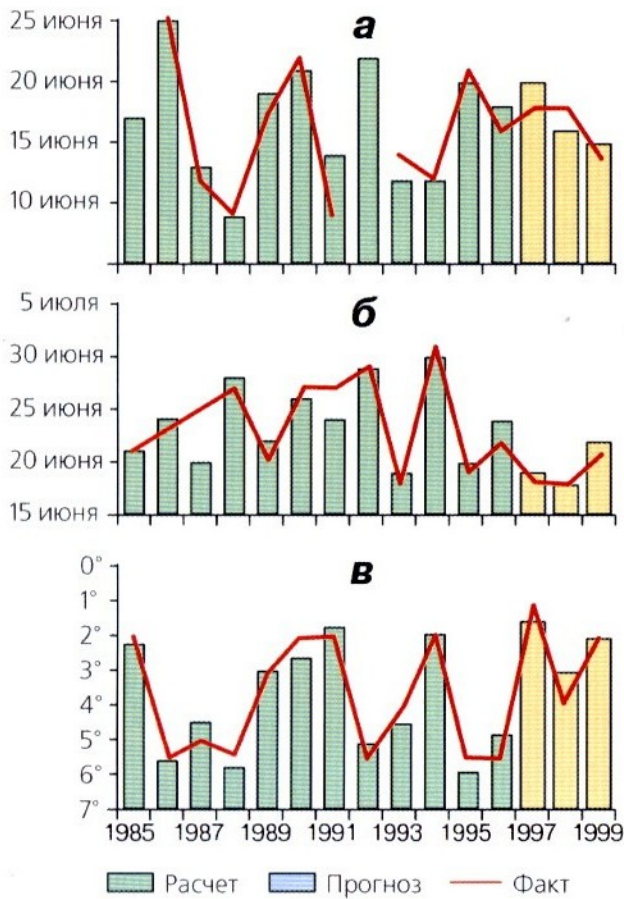 а
25 июня
20 июня
15 июня
10 июня
б
5 июля
30 июня
25 июня
20 июня
15 июня
в
0°
1°
2°
3°
4°
5°
6°
7°
1985 1987 1989 1991 1993 1995 1997 1999
Расчет Прогноз Факт